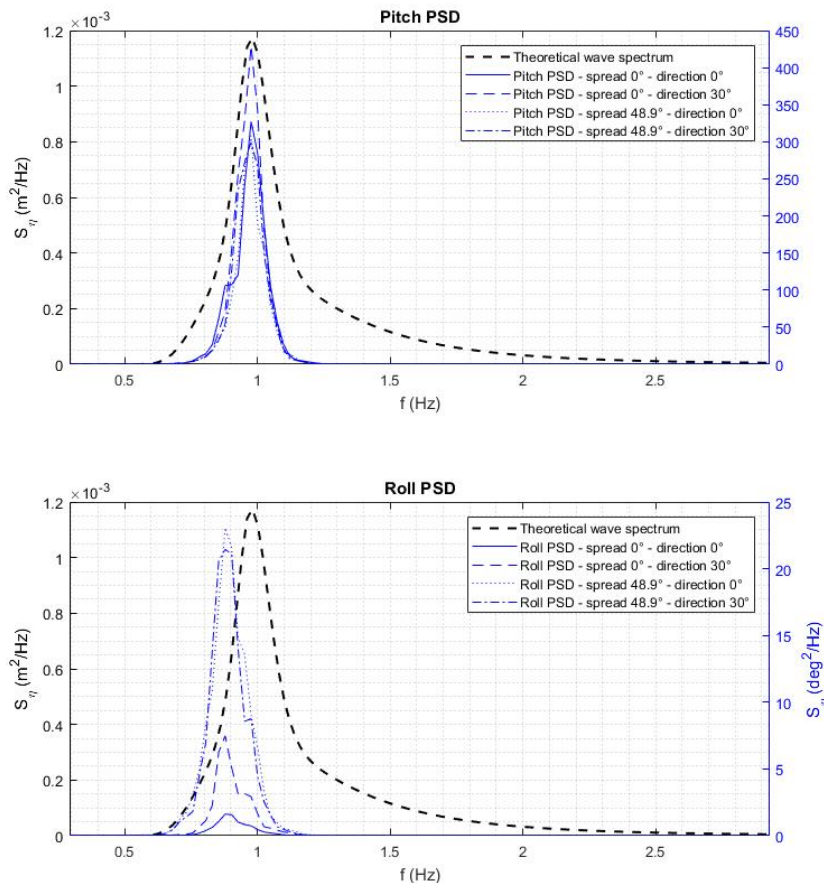 Pitch PSD
×10⁻³
1.2
1
0.8
0.6
0.4
0.2
0
S_η (m²/Hz)
450
400
350
300
250
200
150
100
50
0
Theoretical wave spectrum
Pitch PSD - spread 0° - direction 0°
Pitch PSD - spread 0° - direction 30°
Pitch PSD - spread 48.9° - direction 0°
Pitch PSD - spread 48.9° - direction 30°
0.5
1
1.5
2
2.5
f (Hz)
Roll PSD
×10⁻³
1.2
1
0.8
0.6
0.4
0.2
0
S_η (m²/Hz)
25
20
15
10
5
0
Theoretical wave spectrum
Roll PSD - spread 0° - direction 0°
Roll PSD - spread 0° - direction 30°
Roll PSD - spread 48.9° - direction 0°
Roll PSD - spread 48.9° - direction 30°
(deg²/Hz)
0.5
1
1.5
2
2.5
f (Hz)